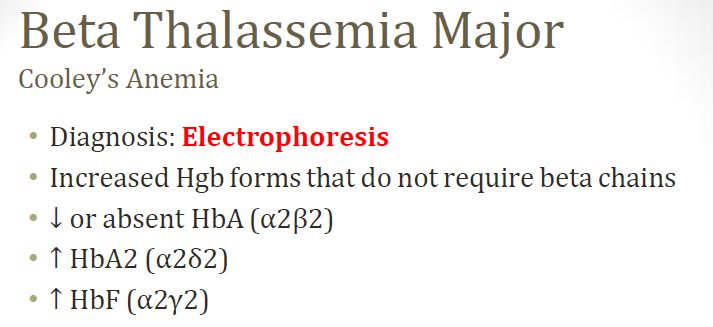 Beta Thalassemia Major
Cooley’s Anemia
• Diagnosis: Electrophoresis
• Increased Hgb forms that do not require beta chains
• ↓ or absent HbA (α2β2)
• ↑ HbA2 (α2δ2)
• ↑ HbF (α2γ2)